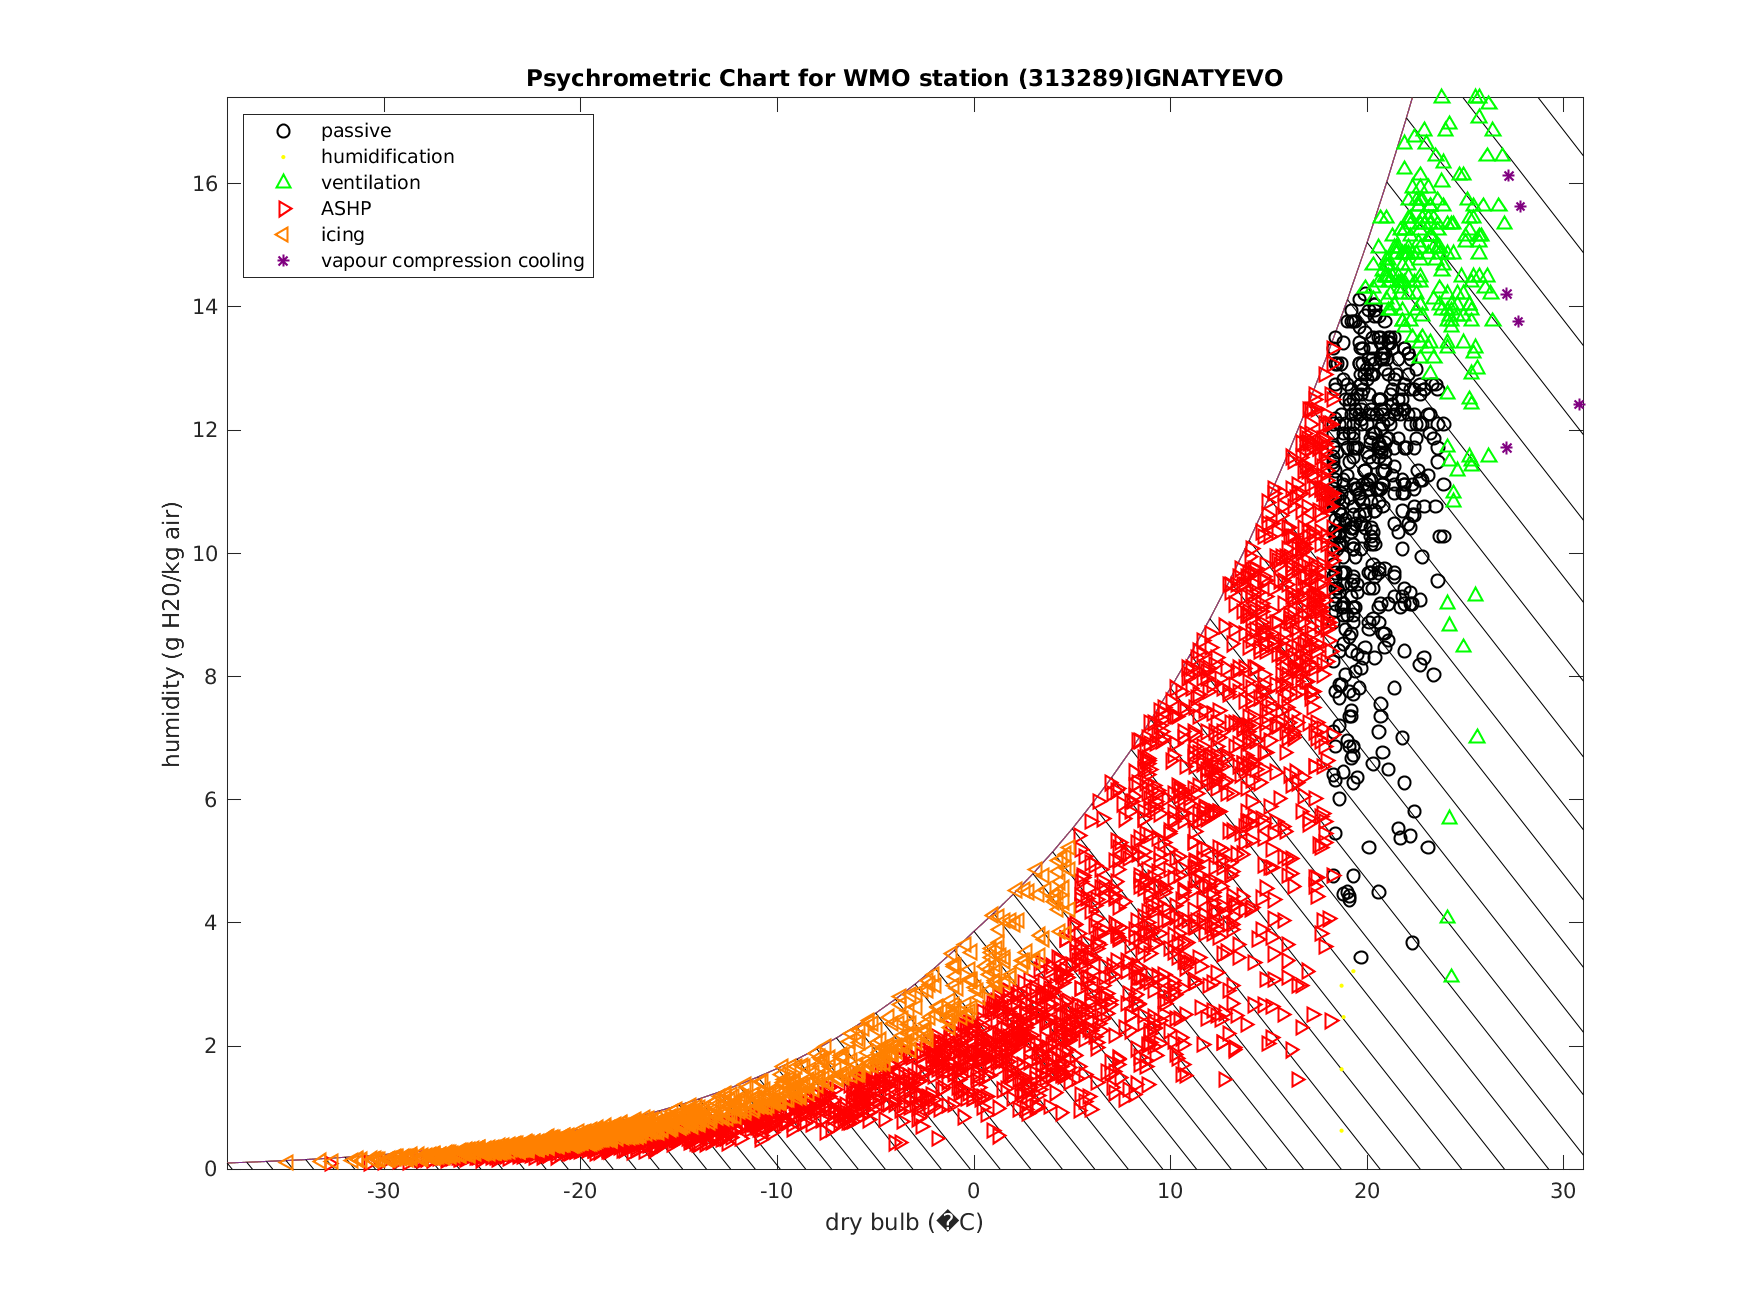 Psychrometric Chart for WMO station (313289)IGNATYEVO
passive
humidification
ventilation
ASHP
icing
vapour compression cooling
humidity (g H20/kg air)
16
14
12
10
8
6
4
2
0
-30 -20 -10 0 10 20 30
dry bulb (�C)